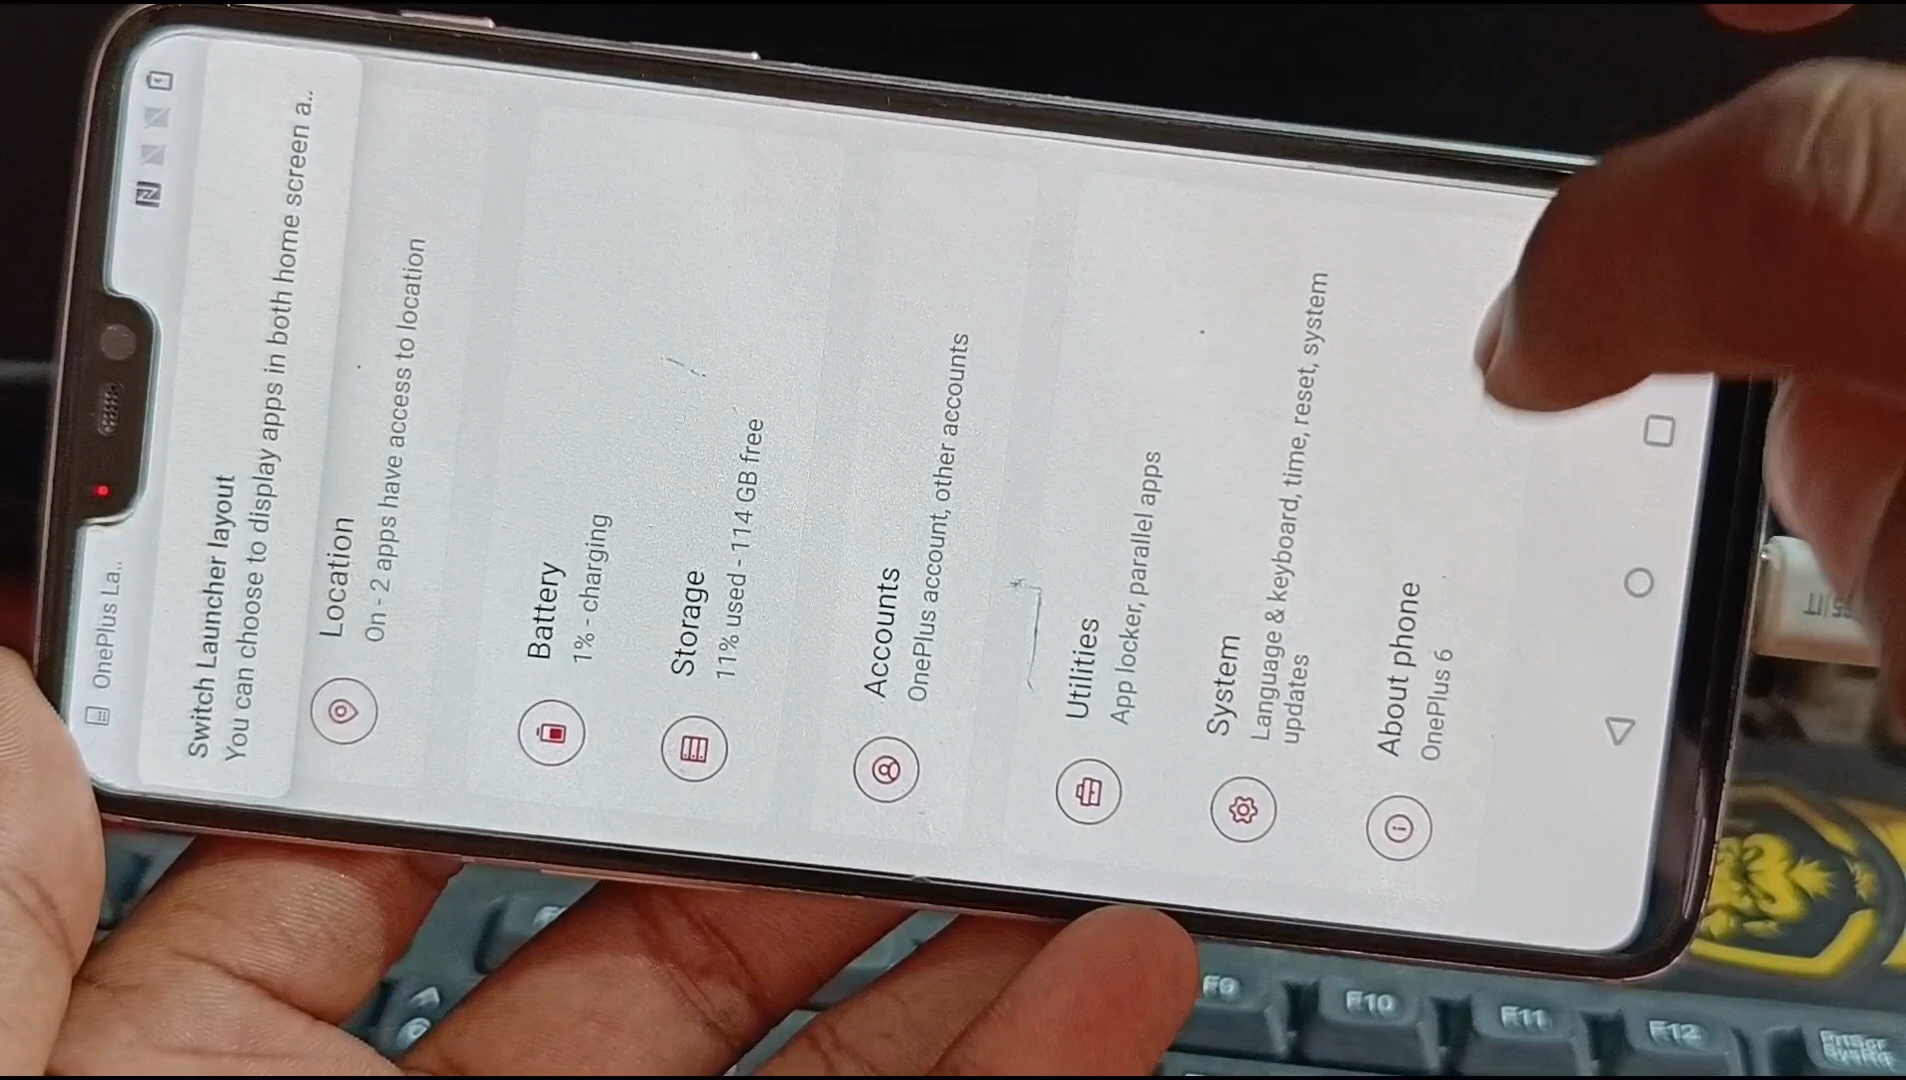 OnePlus La..
Switch Launcher layout
You can choose to display apps in both home screen a..
Location
On - 2 apps have access to location
Battery
1% - charging
Storage
11% used - 114 GB free
Accounts
OnePlus account, other accounts
Utilities
App locker, parallel apps
System
Language & keyboard, time, reset, system
updates
About phone
OnePlus 6
F9
F10
F11
F12
PrtScr
SysRq